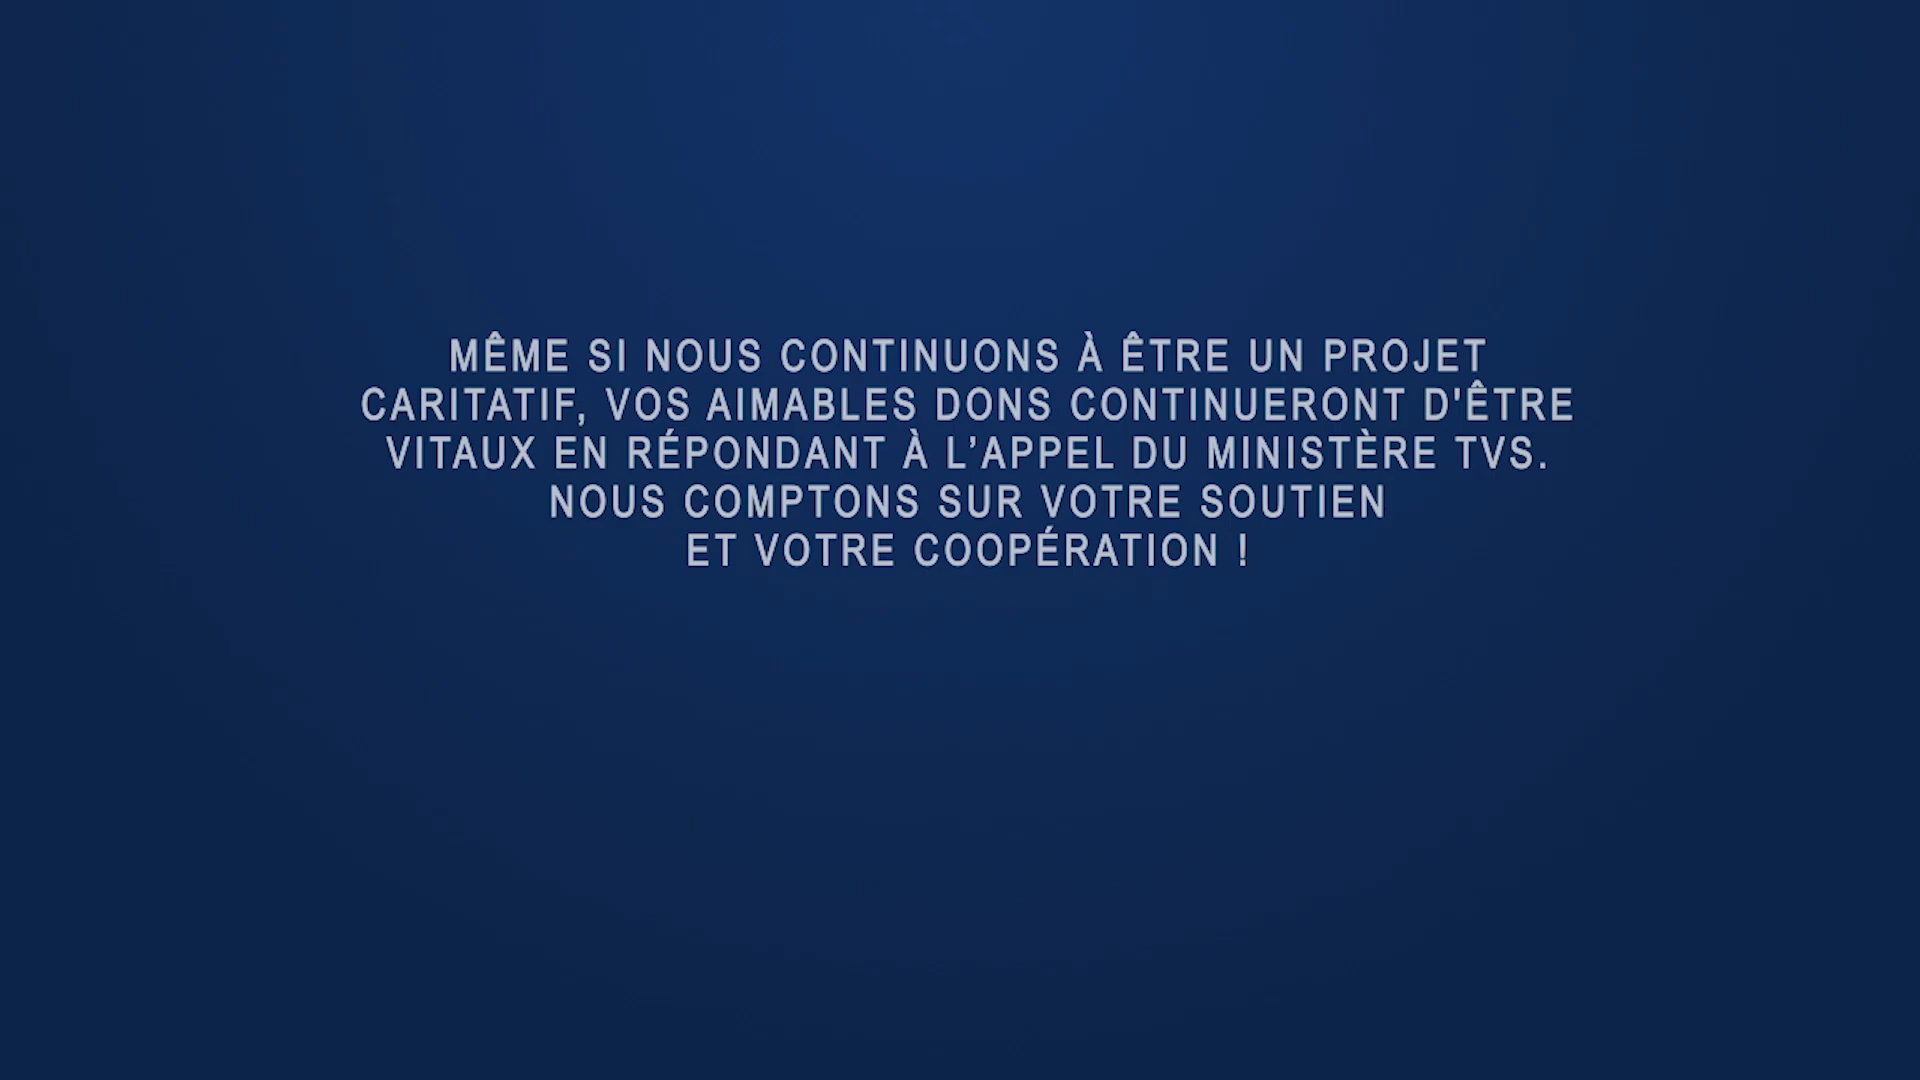 MÊME SI NOUS CONTINUONS À ÊTRE UN PROJET
CARITATIF, VOS AIMABLES DONS CONTINUERONT D'ÊTRE
VITAUX EN RÉPONDANT À L’APPEL DU MINISTÈRE TVS.
NOUS COMPTONS SUR VOTRE SOUTIEN
ET VOTRE COOPÉRATION !